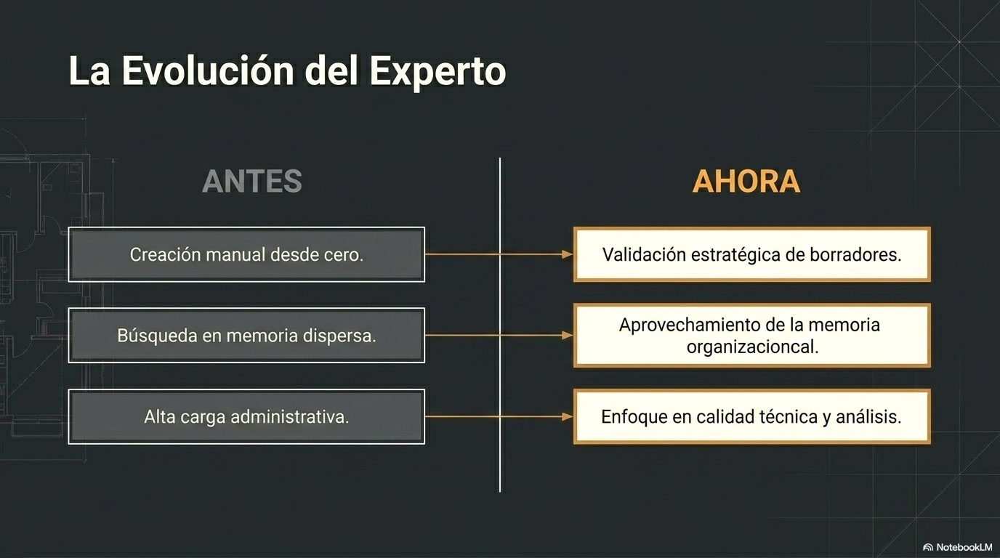 La Evolución del Experto
ANTES
AHORA
Creación manual desde cero.
Validación estratégica de borradores.
Búsqueda en memoria dispersa.
Aprovechamiento de la memoria
organizacioncal.
Alta carga administrativa.
Enfoque en calidad técnica y análisis.
NotebookLM